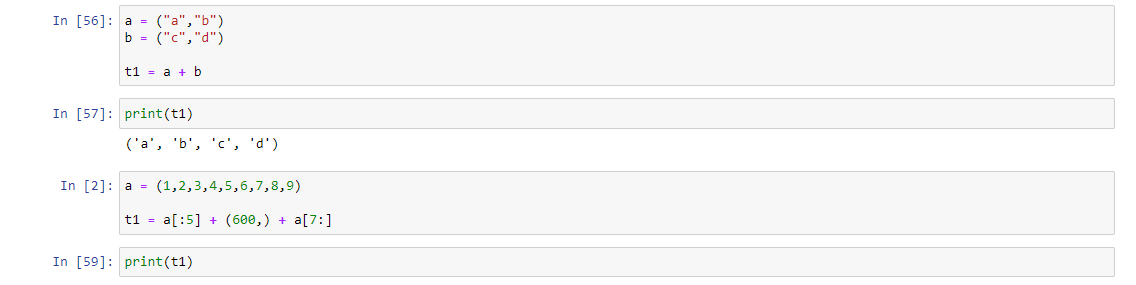 In [56]: a = ("a","b")
b = ("c","d")
t1 = a + b
In [57]: print(t1)
('a', 'b', 'c', 'd')
In [2]: a = (1,2,3,4,5,6,7,8,9)
t1 = a[:5] + (600,) + a[7:]
In [59]: print(t1)